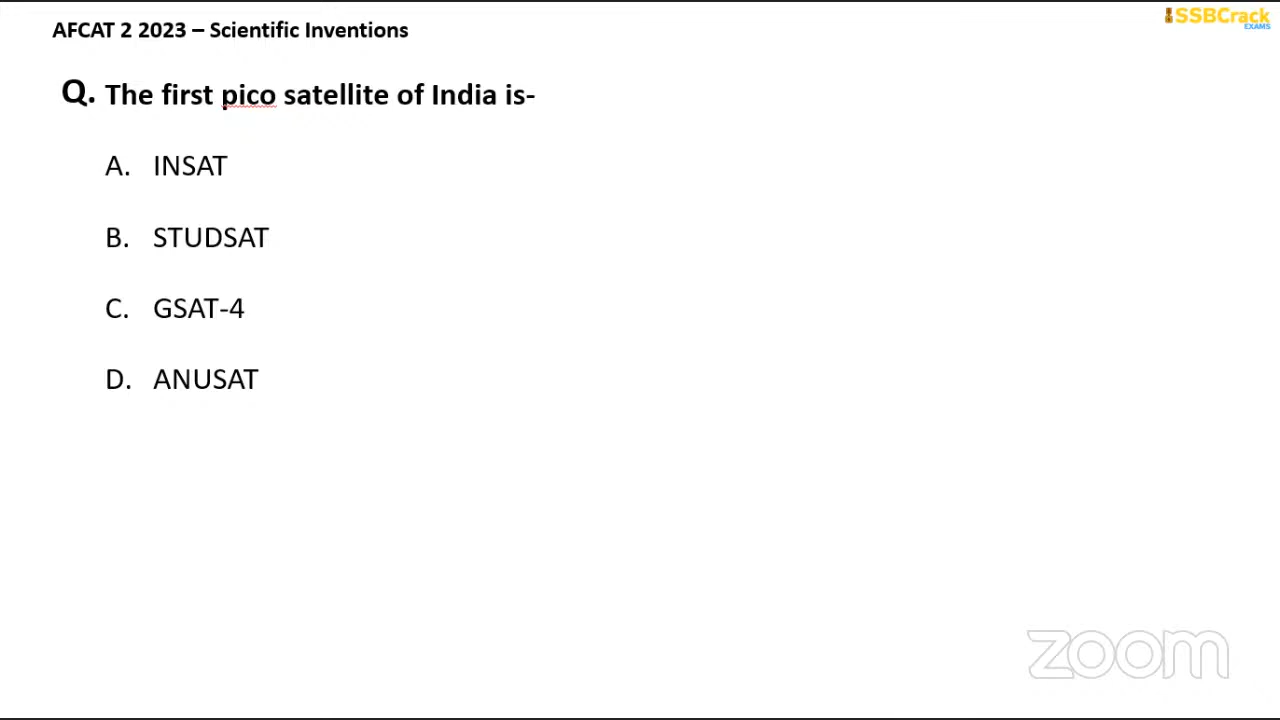 AFCAT 2 2023 – Scientific Inventions
SSBCrack
EXAMS
Q. The first pico satellite of India is-
A. INSAT
B. STUDSAT
C. GSAT-4
D. ANUSAT
zoom